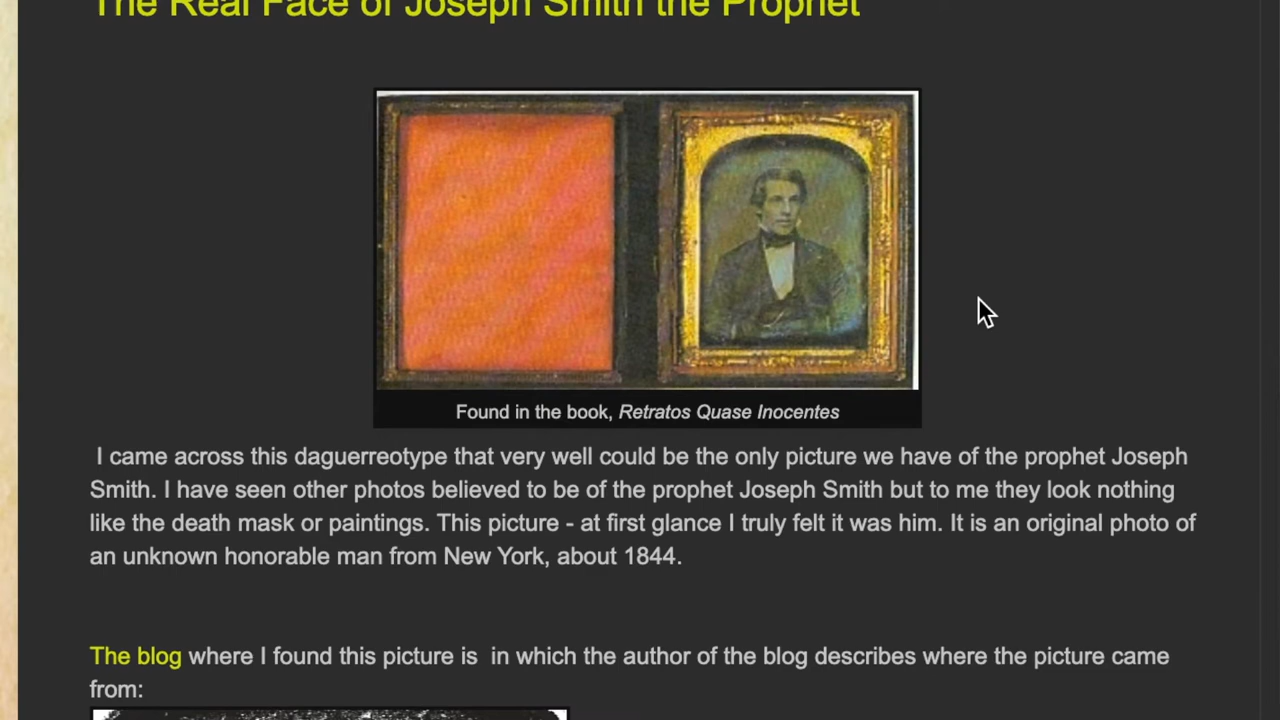 The Real Face of Joseph Smith the Prophet
Found in the book, Retratos Quase Inocentes
I came across this daguerreotype that very well could be the only picture we have of the prophet Joseph
Smith. I have seen other photos believed to be of the prophet Joseph Smith but to me they look nothing
like the death mask or paintings. This picture - at first glance I truly felt it was him. It is an original photo of
an unknown honorable man from New York, about 1844.
The blog where I found this picture is in which the author of the blog describes where the picture came
from: